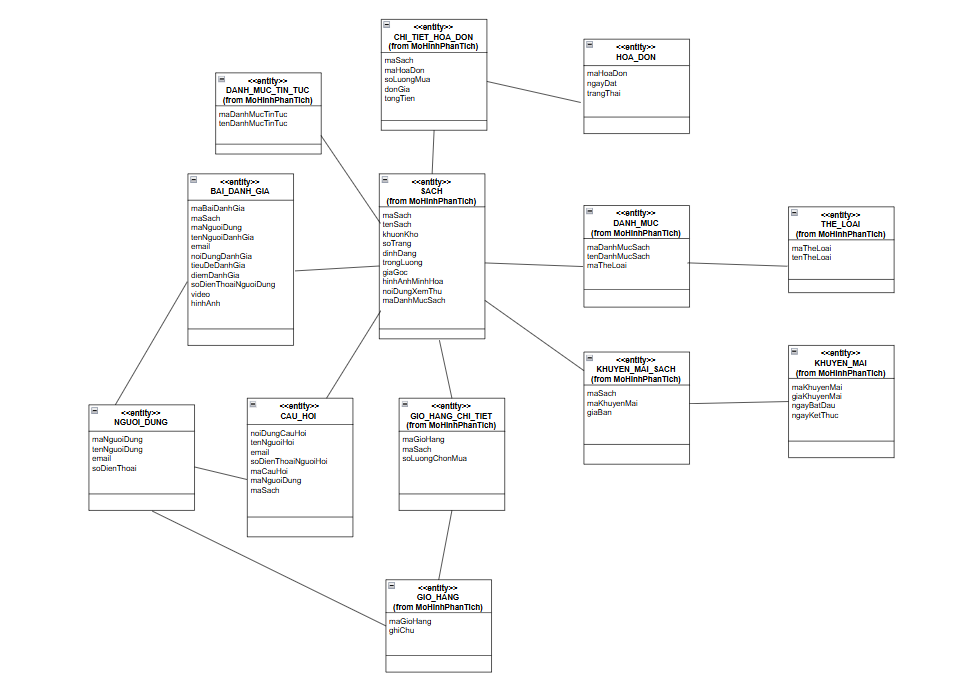 <<entity>>
CHI_TIET_HOA_DON
(from MoHinhPhanTich)
maSach
maHoaDon
soLuongMua
donGia
tongTien
<<entity>>
HOA_DON
maHoaDon
ngayDat
trangThai
<<entity>>
DANH_MUC_TIN_TUC
(from MoHinhPhanTich)
maDanhMucTinTuc
tenDanhMucTinTuc
<<entity>>
BAI_DANH_GIA
maBaiDanhGia
maSach
maNguoiDung
tenNguoiDanhGia
email
noiDungDanhGia
tieuDeDanhGia
diemDanhGia
soDienThoaiNguoiDung
video
hinhAnh
<<entity>>
SACH
(from MoHinhPhanTich)
maSach
tenSach
khuonKho
soTrang
dinhDang
trongLuong
giaGoc
hinhAnhMinhHoa
noiDungXemThu
maDanhMucSach
<<entity>>
DANH_MUC
(from MoHinhPhanTich)
maDanhMucSach
tenDanhMucSach
maTheLoai
<<entity>>
THE_LOAI
(from MoHinhPhanTich)
maTheLoai
tenTheLoai
<<entity>>
KHUYEN_MAI_SACH
(from MoHinhPhanTich)
maSach
maKhuyenMai
giaBan
<<entity>>
KHUYEN_MAI
(from MoHinhPhanTich)
maKhuyenMai
giaKhuyenMai
ngayBatDau
ngayKetThuc
<<entity>>
NGUOI_DUNG
maNguoiDung
tenNguoiDung
email
soDienThoai
<<entity>>
CAU_HOI
noiDungCauHoi
tenNguoiHoi
email
soDienThoaiNguoiHoi
maCauHoi
maNguoiDung
maSach
<<entity>>
GIO_HANG_CHI_TIET
(from MoHinhPhanTich)
maGioHang
maSach
soLuongChonMua
<<entity>>
GIO_HANG
(from MoHinhPhanTich)
maGioHang
ghiChu